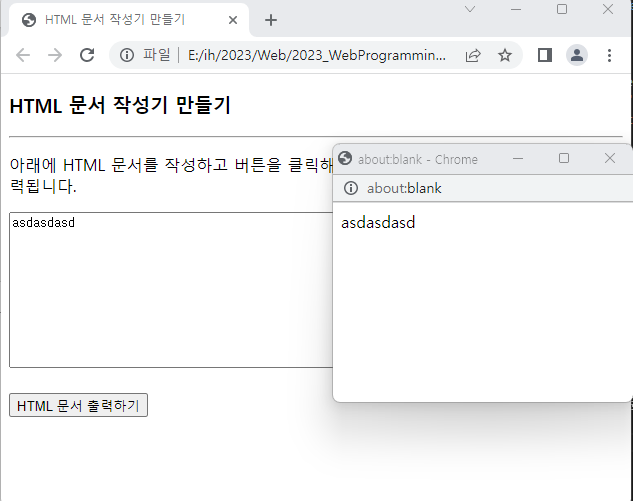 HTML 문서 작성기 만들기
파일
E:/ih/2023/Web/2023_WebProgrammin...
HTML 문서 작성기 만들기
아래에 HTML 문서를 작성하고 버튼을 클릭해
력됩니다.
asdasdasd
HTML 문서 출력하기
about:blank - Chrome
about:blank
asdasdasd